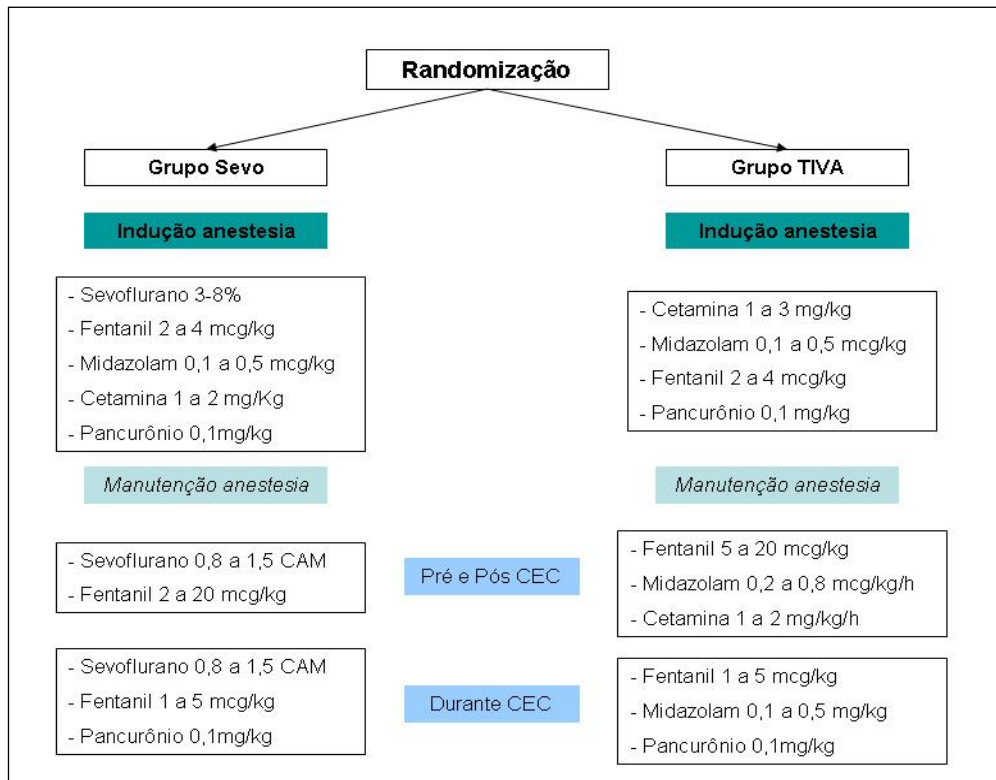 Randomização
Grupo Sevo
Grupo TIVA
Indução anestesia
Indução anestesia
- Sevoflurano 3-8%
- Fentanil 2 a 4 mcg/kg
- Midazolam 0,1 a 0,5 mcg/kg
- Cetamina 1 a 2 mg/Kg
- Pancurônio 0,1mg/kg
- Cetamina 1 a 3 mg/kg
- Midazolam 0,1 a 0,5 mcg/kg
- Fentanil 2 a 4 mcg/kg
- Pancurônio 0,1 mg/kg
Manutenção anestesia
Manutenção anestesia
- Sevoflurano 0,8 a 1,5 CAM
- Fentanil 2 a 20 mcg/kg
Pré e Pós CEC
- Fentanil 5 a 20 mcg/kg
- Midazolam 0,2 a 0,8 mcg/kg/h
- Cetamina 1 a 2 mg/kg/h
- Sevoflurano 0,8 a 1,5 CAM
- Fentanil 1 a 5 mcg/kg
- Pancurônio 0,1mg/kg
Durante CEC
- Fentanil 1 a 5 mcg/kg
- Midazolam 0,1 a 0,5 mg/kg
- Pancurônio 0,1mg/kg